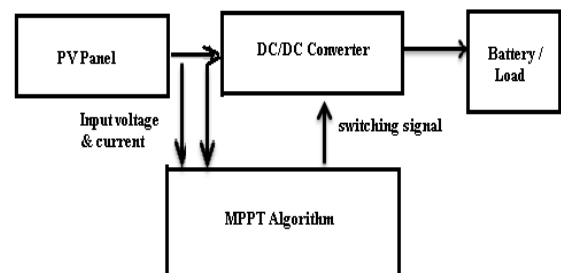 PV Panel
DC/DC Converter
Battery /
Load
Input voltage
& current
switching signal
MPPT Algorithm